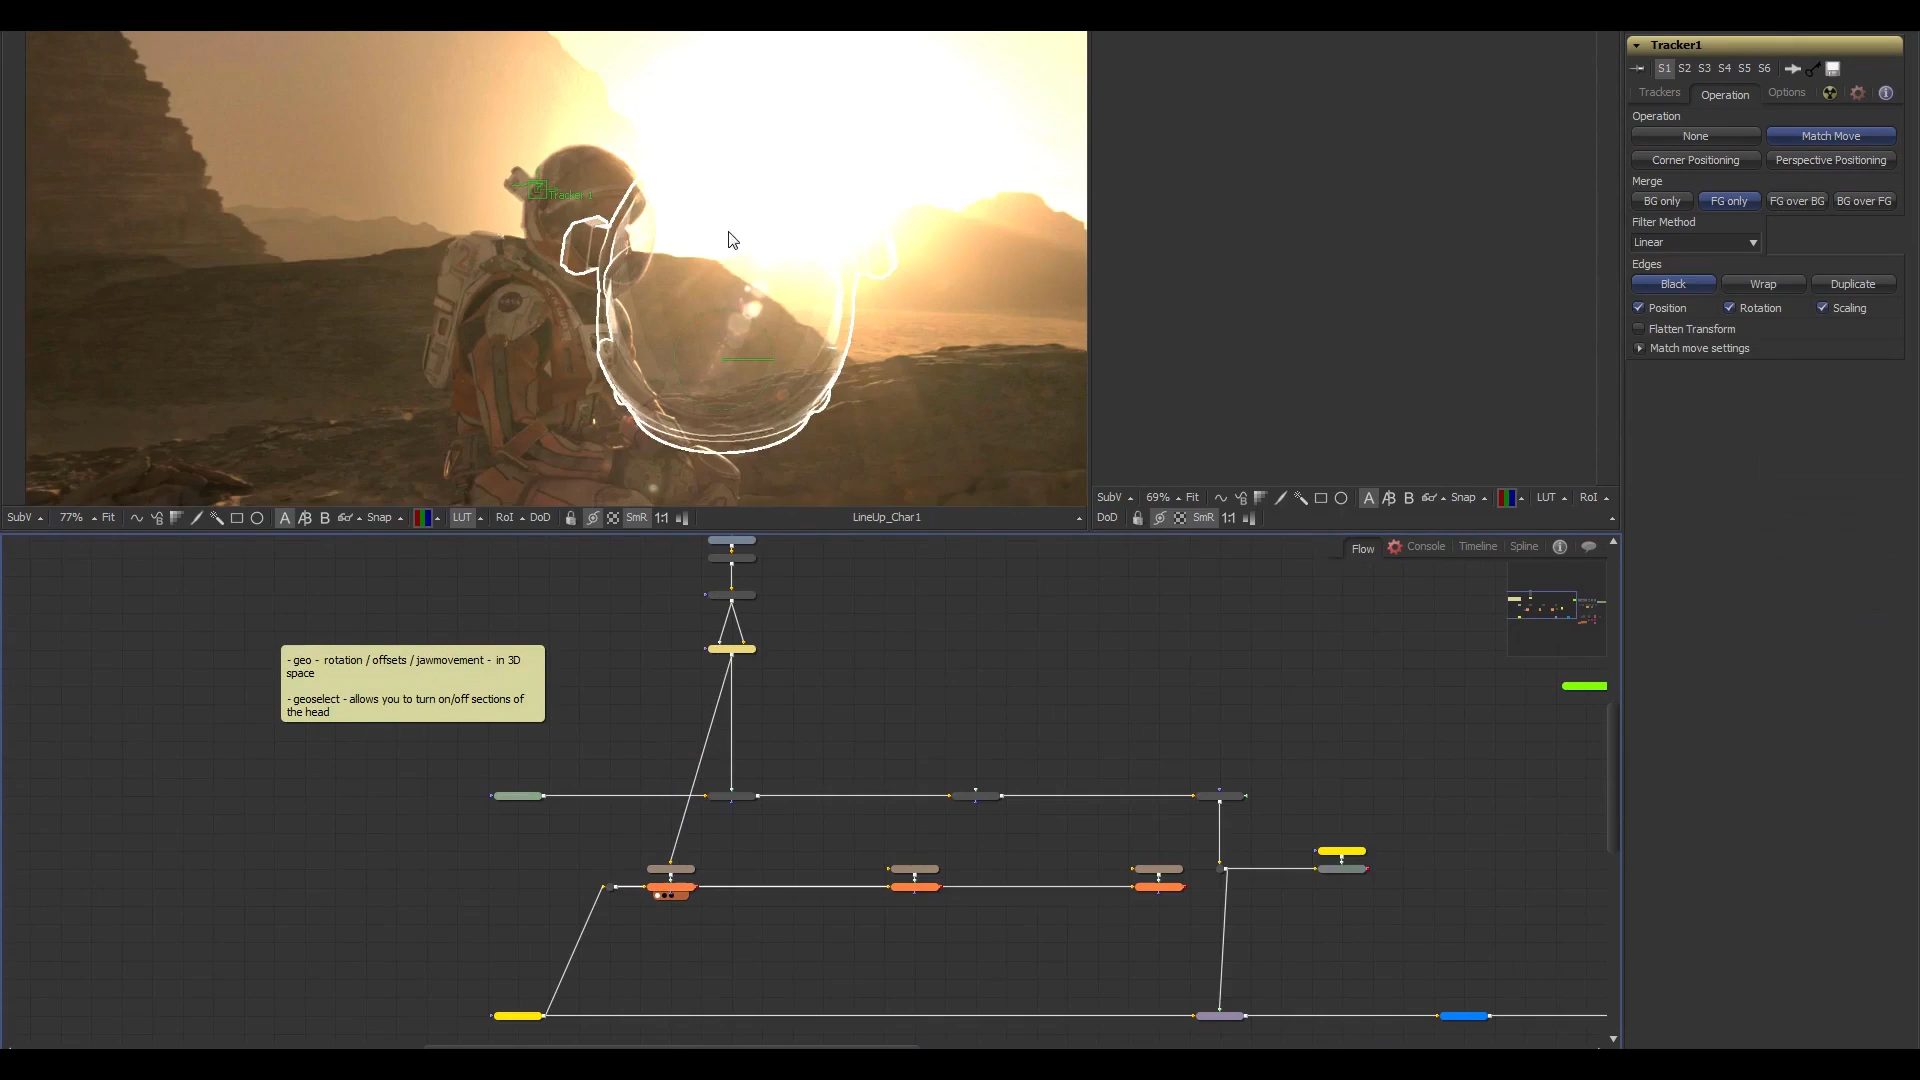 Tracker1
S1 S2 S3 S4 S5 S6
Trackers Operation Options
Operation
None Match Move
Corner Positioning Perspective Positioning
Merge
BG only FG only FG over BG BG over FG
Filter Method
Linear
Edges
Black Wrap Duplicate
Position Rotation Scaling
Flatten Transform
Match move settings
Tracker 1
NASA
SubV 77% Fit A B Snap LUT RoI DoD SmR 1:1 LineUp_Char1
SubV 69% Fit A B Snap LUT RoI
DoD SmR 1:1
Flow Console Timeline Spline
- geo - rotation / offsets / jawmovement - in 3D
space
- geoselect - allows you to turn on/off sections of
the head